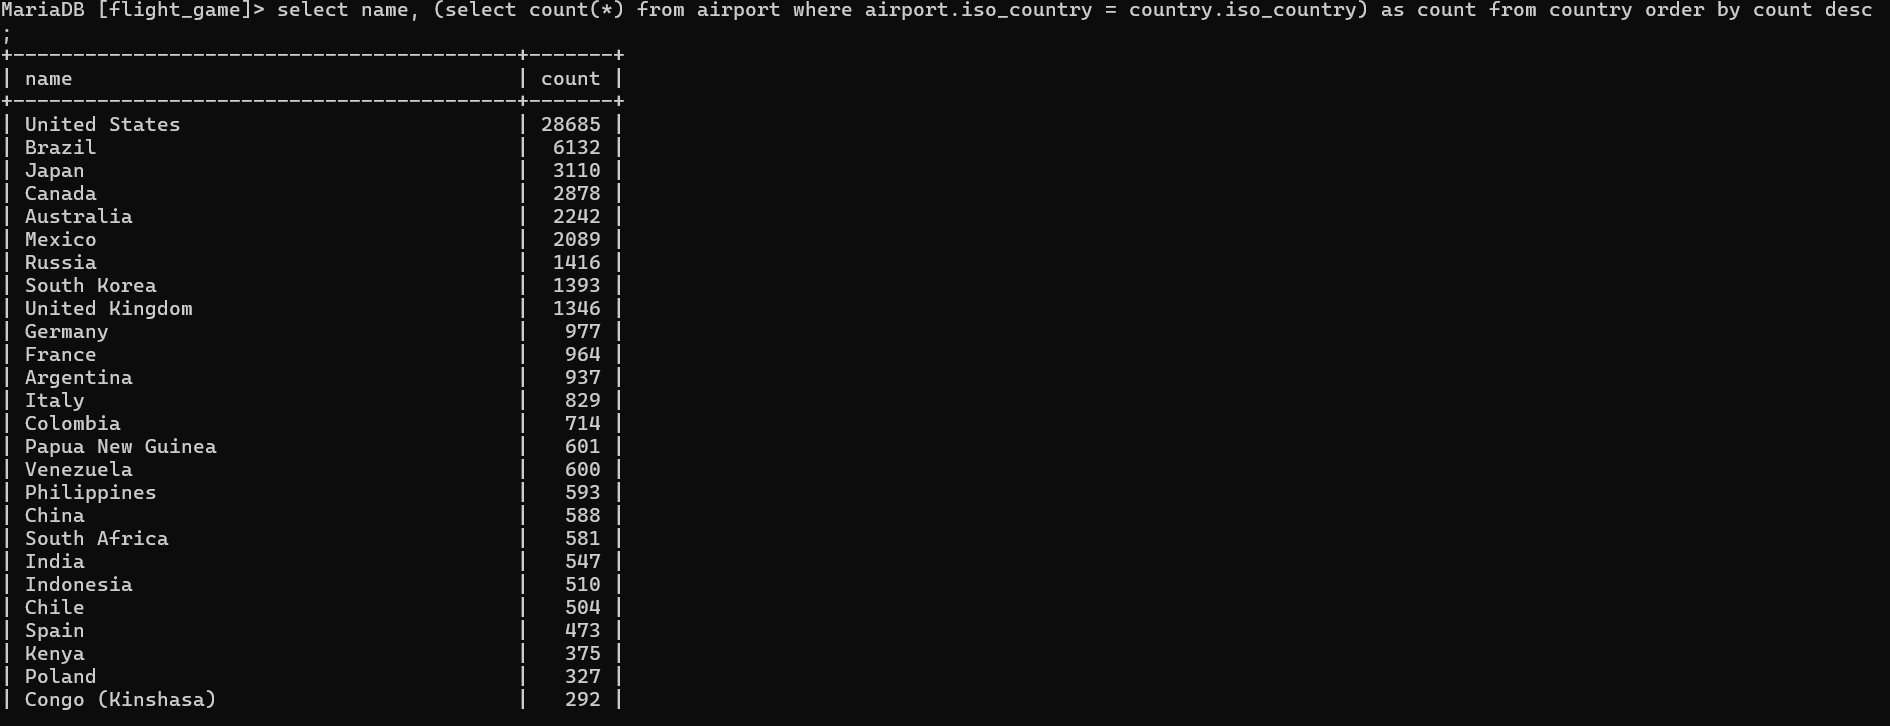 MariaDB [flight_game]> select name, (select count(*) from airport where airport.iso_country = country.iso_country) as count from country order by count desc
;
+------------------------------------------+-------+
| name                                     | count |
+------------------------------------------+-------+
| United States                            | 28685 |
| Brazil                                   |  6132 |
| Japan                                    |  3110 |
| Canada                                   |  2878 |
| Australia                                |  2242 |
| Mexico                                   |  2089 |
| Russia                                   |  1416 |
| South Korea                              |  1393 |
| United Kingdom                           |  1346 |
| Germany                                  |   977 |
| France                                   |   964 |
| Argentina                                |   937 |
| Italy                                    |   829 |
| Colombia                                 |   714 |
| Papua New Guinea                         |   601 |
| Venezuela                                |   600 |
| Philippines                              |   593 |
| China                                    |   588 |
| South Africa                             |   581 |
| India                                    |   547 |
| Indonesia                                |   510 |
| Chile                                    |   504 |
| Spain                                    |   473 |
| Kenya                                    |   375 |
| Poland                                   |   327 |
| Congo (Kinshasa)                         |   292 |